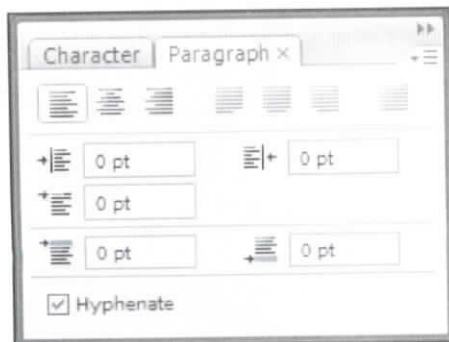 Character Paragraph ×
0 pt 0 pt
0 pt
0 pt 0 pt
Hyphenate